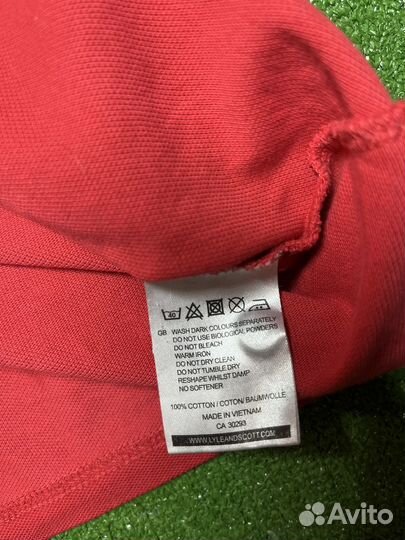 40
GB WASH DARK COLOURS SEPARATELY
DO NOT USE BIOLOGICAL POWDERS
DO NOT BLEACH
WARM IRON
DO NOT DRY CLEAN
DO NOT TUMBLE DRY
RESHAPE WHILST DAMP
NO SOFTENER
100% COTTON / COTON/ BAUMWOLLE
MADE IN VIETNAM
CA 30293
WWW.LYLEANDSCOTT.COM
Avito